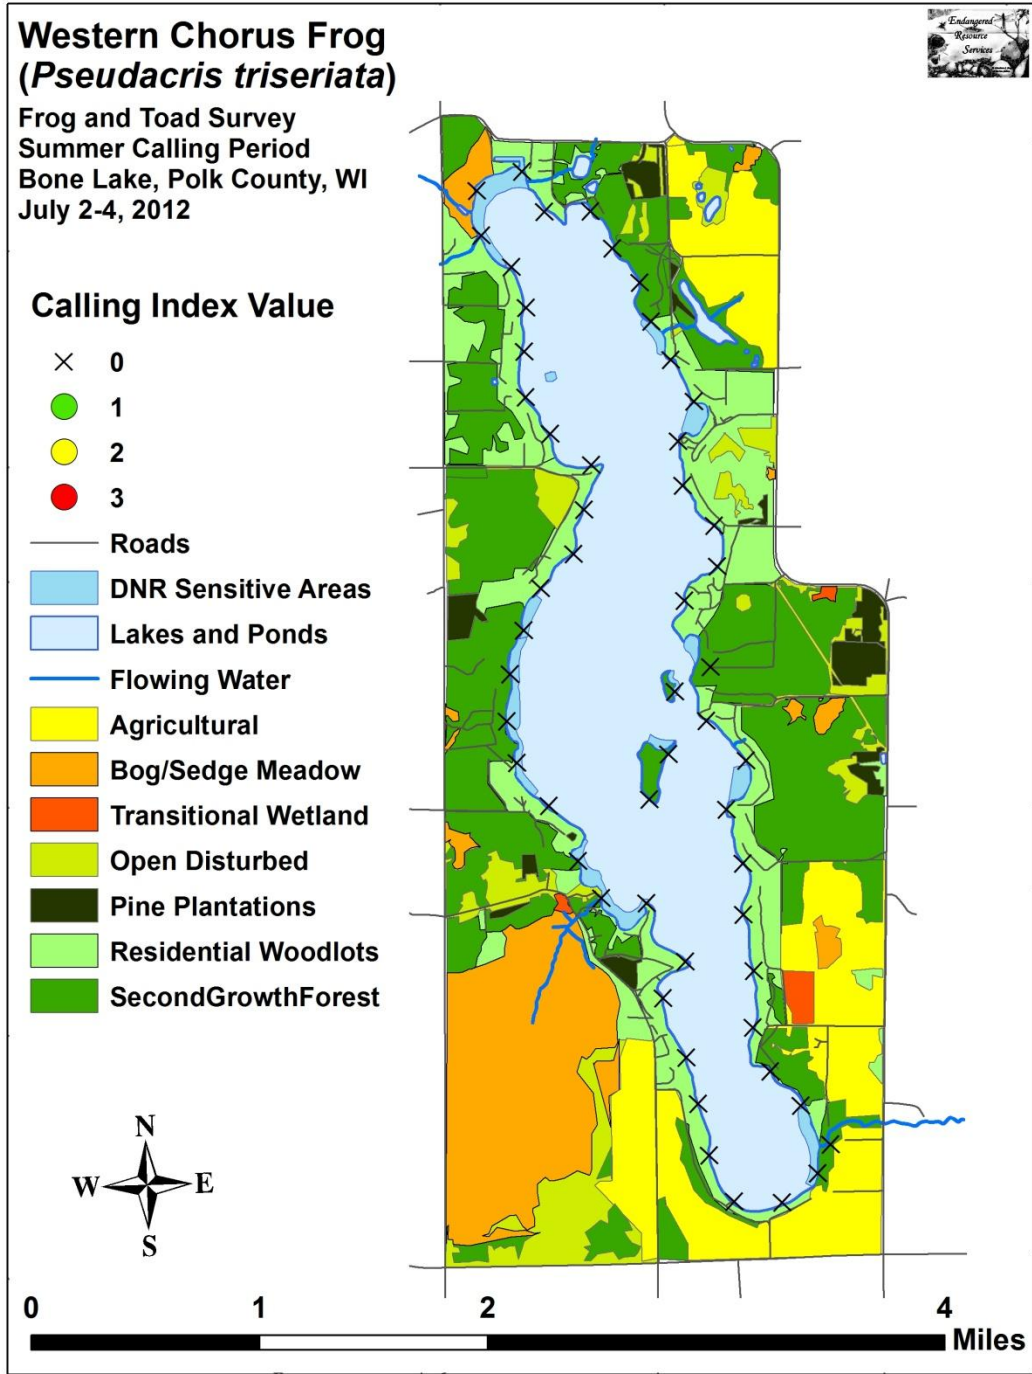 Western Chorus Frog
(Pseudacris triseriata)
Frog and Toad Survey
Summer Calling Period
Bone Lake, Polk County, WI
July 2-4, 2012
Endangered
Resource
Services
Calling Index Value
0
1
2
3
Roads
DNR Sensitive Areas
Lakes and Ponds
Flowing Water
Agricultural
Bog/Sedge Meadow
Transitional Wetland
Open Disturbed
Pine Plantations
Residential Woodlots
SecondGrowthForest
N
W E
S
0 1 2 4
Miles